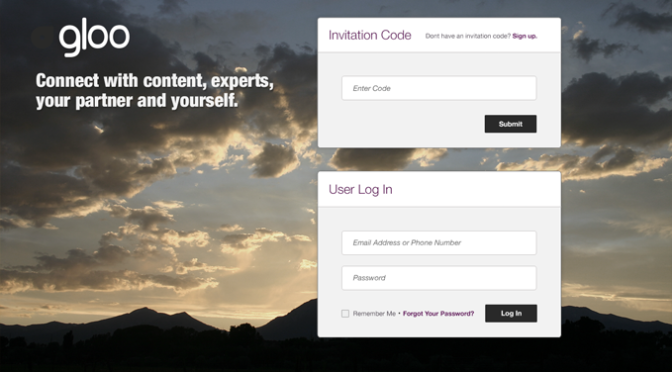 gloo
Connect with content, experts,
your partner and yourself.
Invitation Code
Dont have an invitation code? Sign up.
Enter Code
Submit
User Log In
Email Address or Phone Number
Password
Remember Me • Forgot Your Password?
Log In